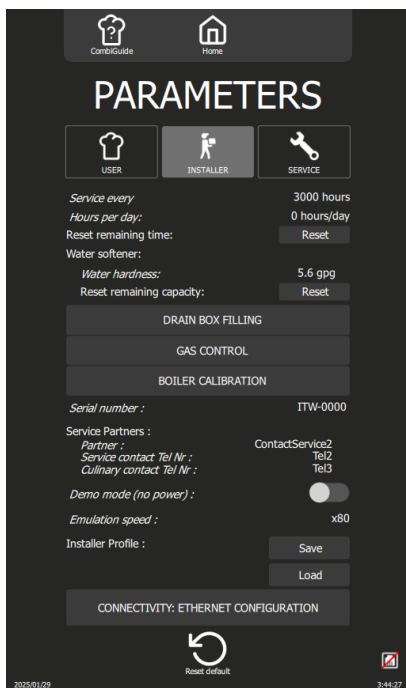 CombiGuide Home
PARAMETERS
USER INSTALLER SERVICE
Service every 3000 hours
Hours per day: 0 hours/day
Reset remaining time: Reset
Water softener:
Water hardness: 5.6 gpg
Reset remaining capacity: Reset
DRAIN BOX FILLING
GAS CONTROL
BOILER CALIBRATION
Serial number : ITW-0000
Service Partners :
Partner : ContactService2
Service contact Tel Nr : Tel2
Culinary contact Tel Nr : Tel3
Demo mode (no power) :
Emulation speed : x80
Installer Profile : Save
Load
CONNECTIVITY: ETHERNET CONFIGURATION
Reset default
2025/01/29 3:44:27